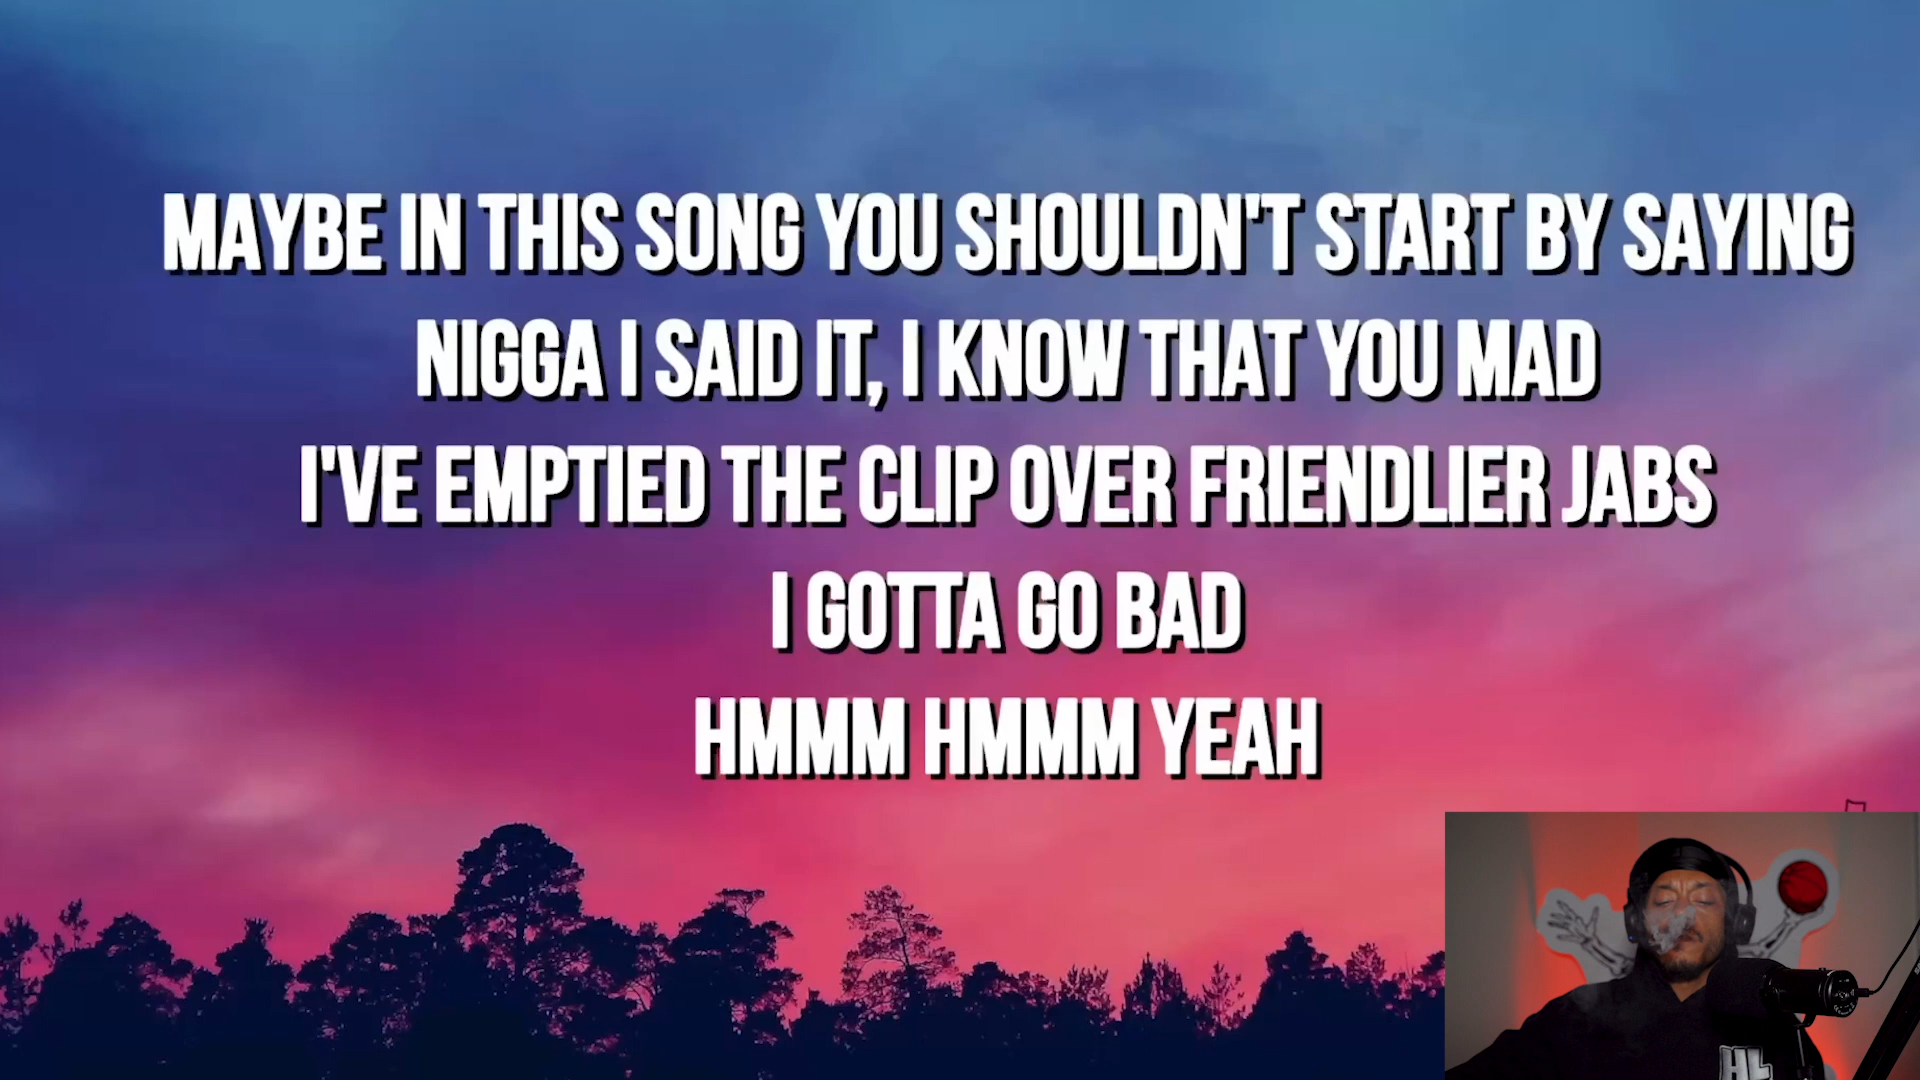 MAYBE IN THIS SONG YOU SHOULDN'T START BY SAYING
NIGGA I SAID IT, I KNOW THAT YOU MAD
I'VE EMPTIED THE CLIP OVER FRIENDLIER JABS
I GOTTA GO BAD
HMMM HMMM YEAH
HL